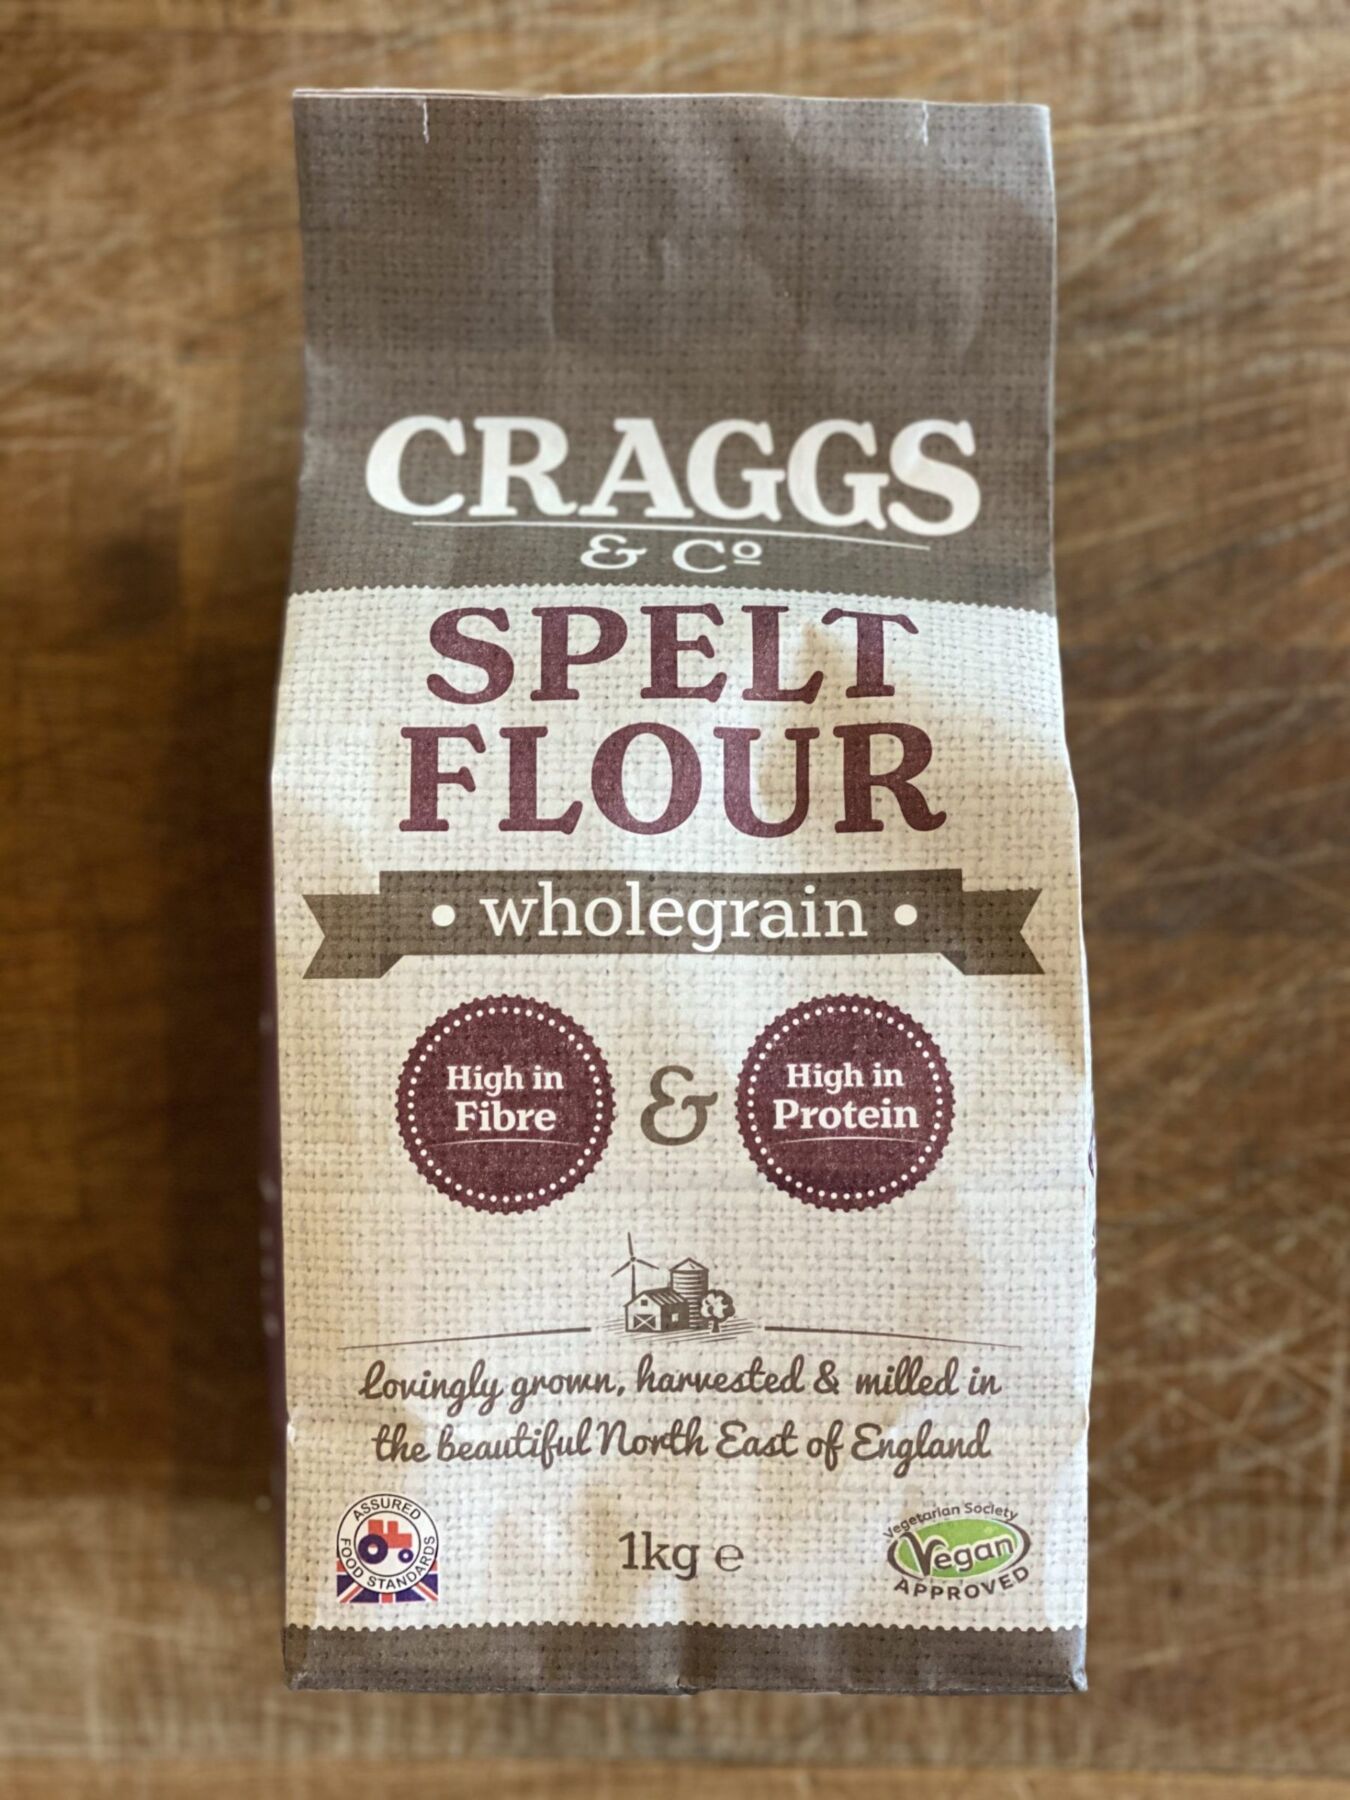 CRAGGS
& Cº
SPELT
FLOUR
• wholegrain •
High in
Fibre
&
High in
Protein
Lovingly grown, harvested & milled in
the beautiful North East of England
ASSURED
FOOD STANDARDS
1kg ℮
Vegetarian Society
Vegan
APPROVED